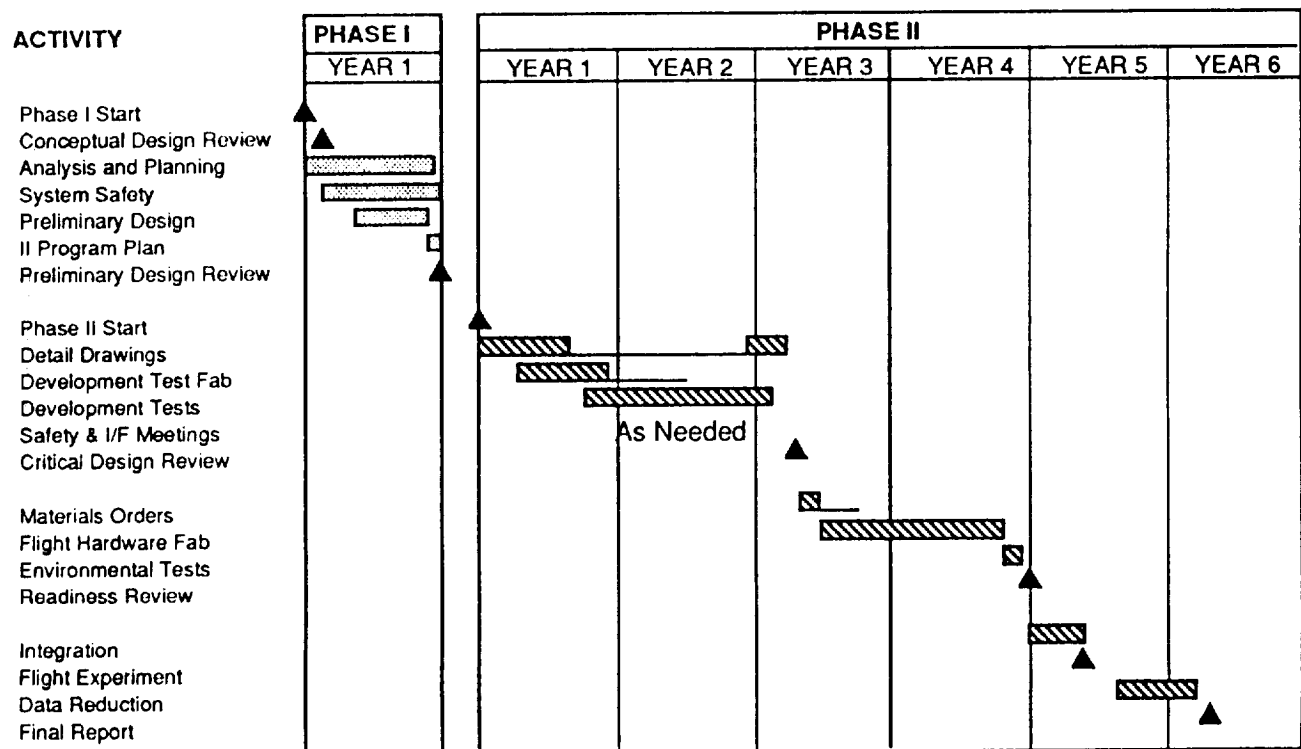 ACTIVITY
PHASE I
PHASE II
YEAR 1
YEAR 1
YEAR 2
YEAR 3
YEAR 4
YEAR 5
YEAR 6
Phase I Start
Conceptual Design Review
Analysis and Planning
System Safety
Preliminary Design
II Program Plan
Preliminary Design Review
Phase II Start
Detail Drawings
Development Test Fab
Development Tests
Safety & I/F Meetings
As Needed
Critical Design Review
Materials Orders
Flight Hardware Fab
Environmental Tests
Readiness Review
Integration
Flight Experiment
Data Reduction
Final Report